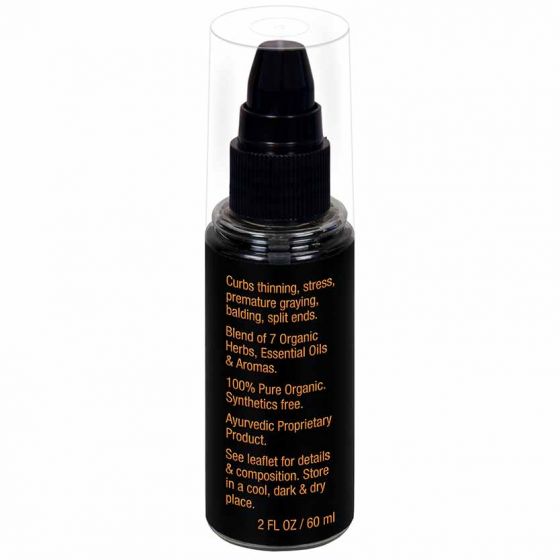 Curbs thinning, stress,
premature graying,
balding, split ends.
Blend of 7 Organic
Herbs, Essential Oils
& Aromas.
100% Pure Organic.
Synthetics free.
Ayurvedic Proprietary
Product.
See leaflet for details
& composition. Store
in a cool, dark & dry
place.
2 FL OZ / 60 ml